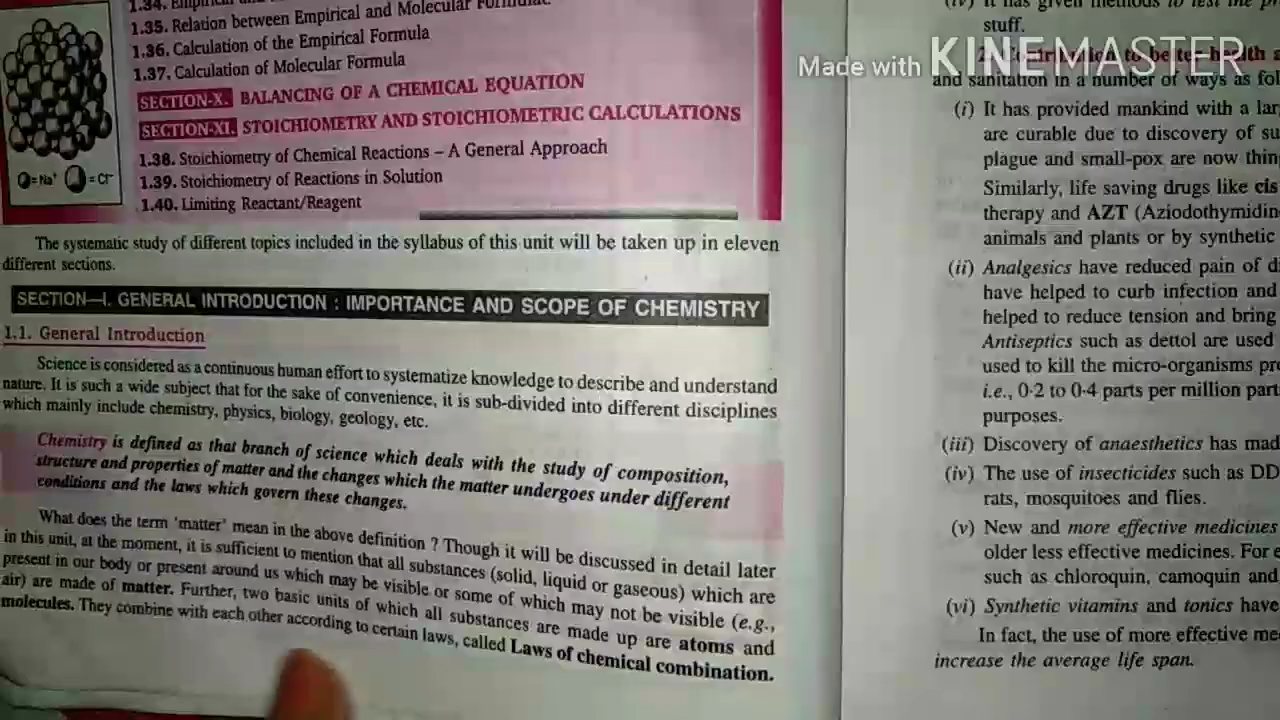 1.34.
1.35. Relation between Empirical and Molecular Formulae
1.36. Calculation of the Empirical Formula
1.37. Calculation of Molecular Formula
SECTION-X. BALANCING OF A CHEMICAL EQUATION
SECTION-XI. STOICHIOMETRY AND STOICHIOMETRIC CALCULATIONS
1.38. Stoichiometry of Chemical Reactions – A General Approach
1.39. Stoichiometry of Reactions in Solution
1.40. Limiting Reactant/Reagent
=Na⁺ =Cl⁻
The systematic study of different topics included in the syllabus of this unit will be taken up in eleven
different sections.
SECTION—I. GENERAL INTRODUCTION : IMPORTANCE AND SCOPE OF CHEMISTRY
1.1. General Introduction
Science is considered as a continuous human effort to systematize knowledge to describe and understand
nature. It is such a wide subject that for the sake of convenience, it is sub-divided into different disciplines
which mainly include chemistry, physics, biology, geology, etc.
Chemistry is defined as that branch of science which deals with the study of composition,
structure and properties of matter and the changes which the matter undergoes under different
conditions and the laws which govern these changes.
What does the term 'matter' mean in the above definition ? Though it will be discussed in detail later
in this unit, at the moment, it is sufficient to mention that all substances (solid, liquid or gaseous) which are
present in our body or present around us which may be visible or some of which may not be visible (e.g.,
air) are made of matter. Further, two basic units of which all substances are made up are atoms and
molecules. They combine with each other according to certain laws, called Laws of chemical combination.
Made with KINEMASTER
(iv) It has given methods to test the
stuff.
to better health
and sanitation in a number of ways as
(i) It has provided mankind with a
are curable due to discovery of
plague and small-pox are now
Similarly, life saving drugs like
therapy and AZT
animals and plants or by synthetic
(ii) Analgesics have reduced pain of
have helped to curb infection and
helped to reduce tension and bring
Antiseptics such as dettol are used
used to kill the micro-organisms
i.e., 0·2 to 0·4 parts per million
purposes.
(iii) Discovery of anaesthetics has
(iv) The use of insecticides such as
rats, mosquitoes and flies.
(v) New and more effective medicines
older less effective medicines. For
such as chloroquin, camoquin and
(vi) Synthetic vitamins and tonics have
In fact, the use of more effective
increase the average life span.